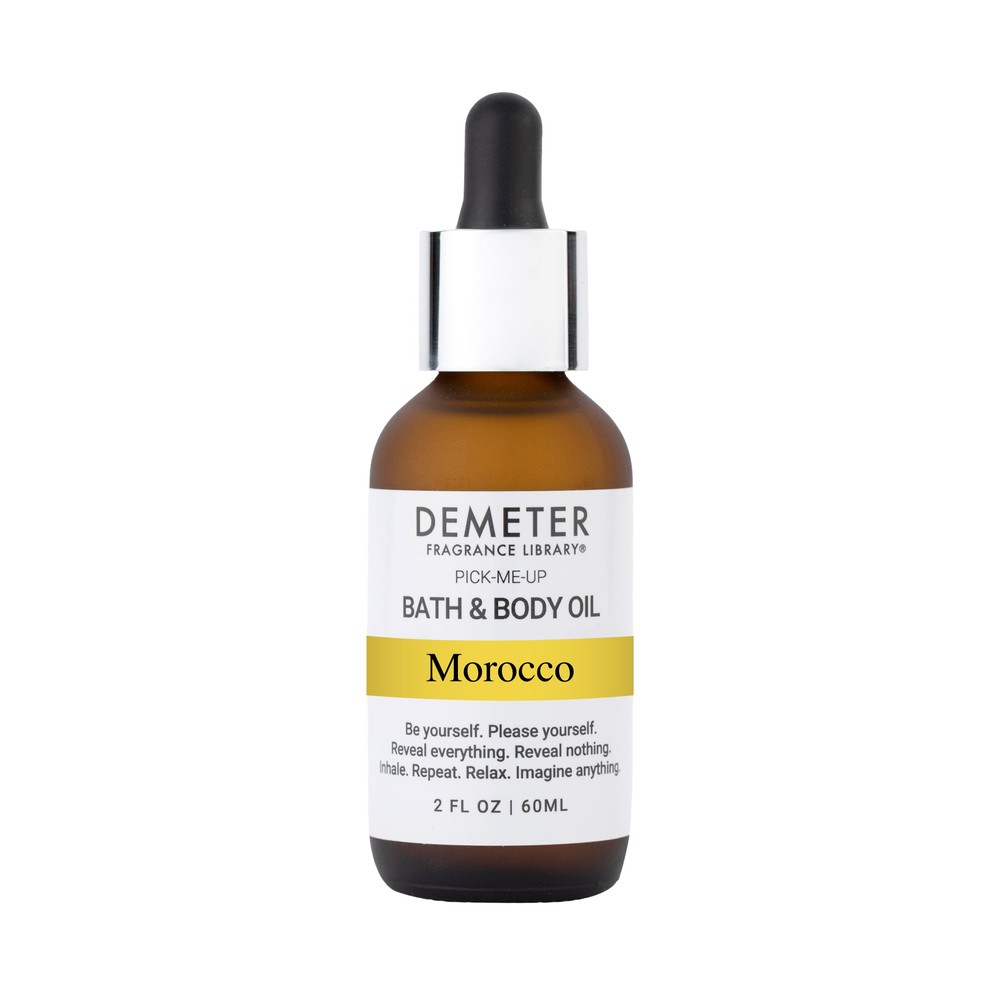 DEMETER
FRAGRANCE LIBRARY®
PICK-ME-UP
BATH & BODY OIL
Morocco
Be yourself. Please yourself.
Reveal everything. Reveal nothing.
Inhale. Repeat. Relax. Imagine anything.
2 FL OZ | 60ML